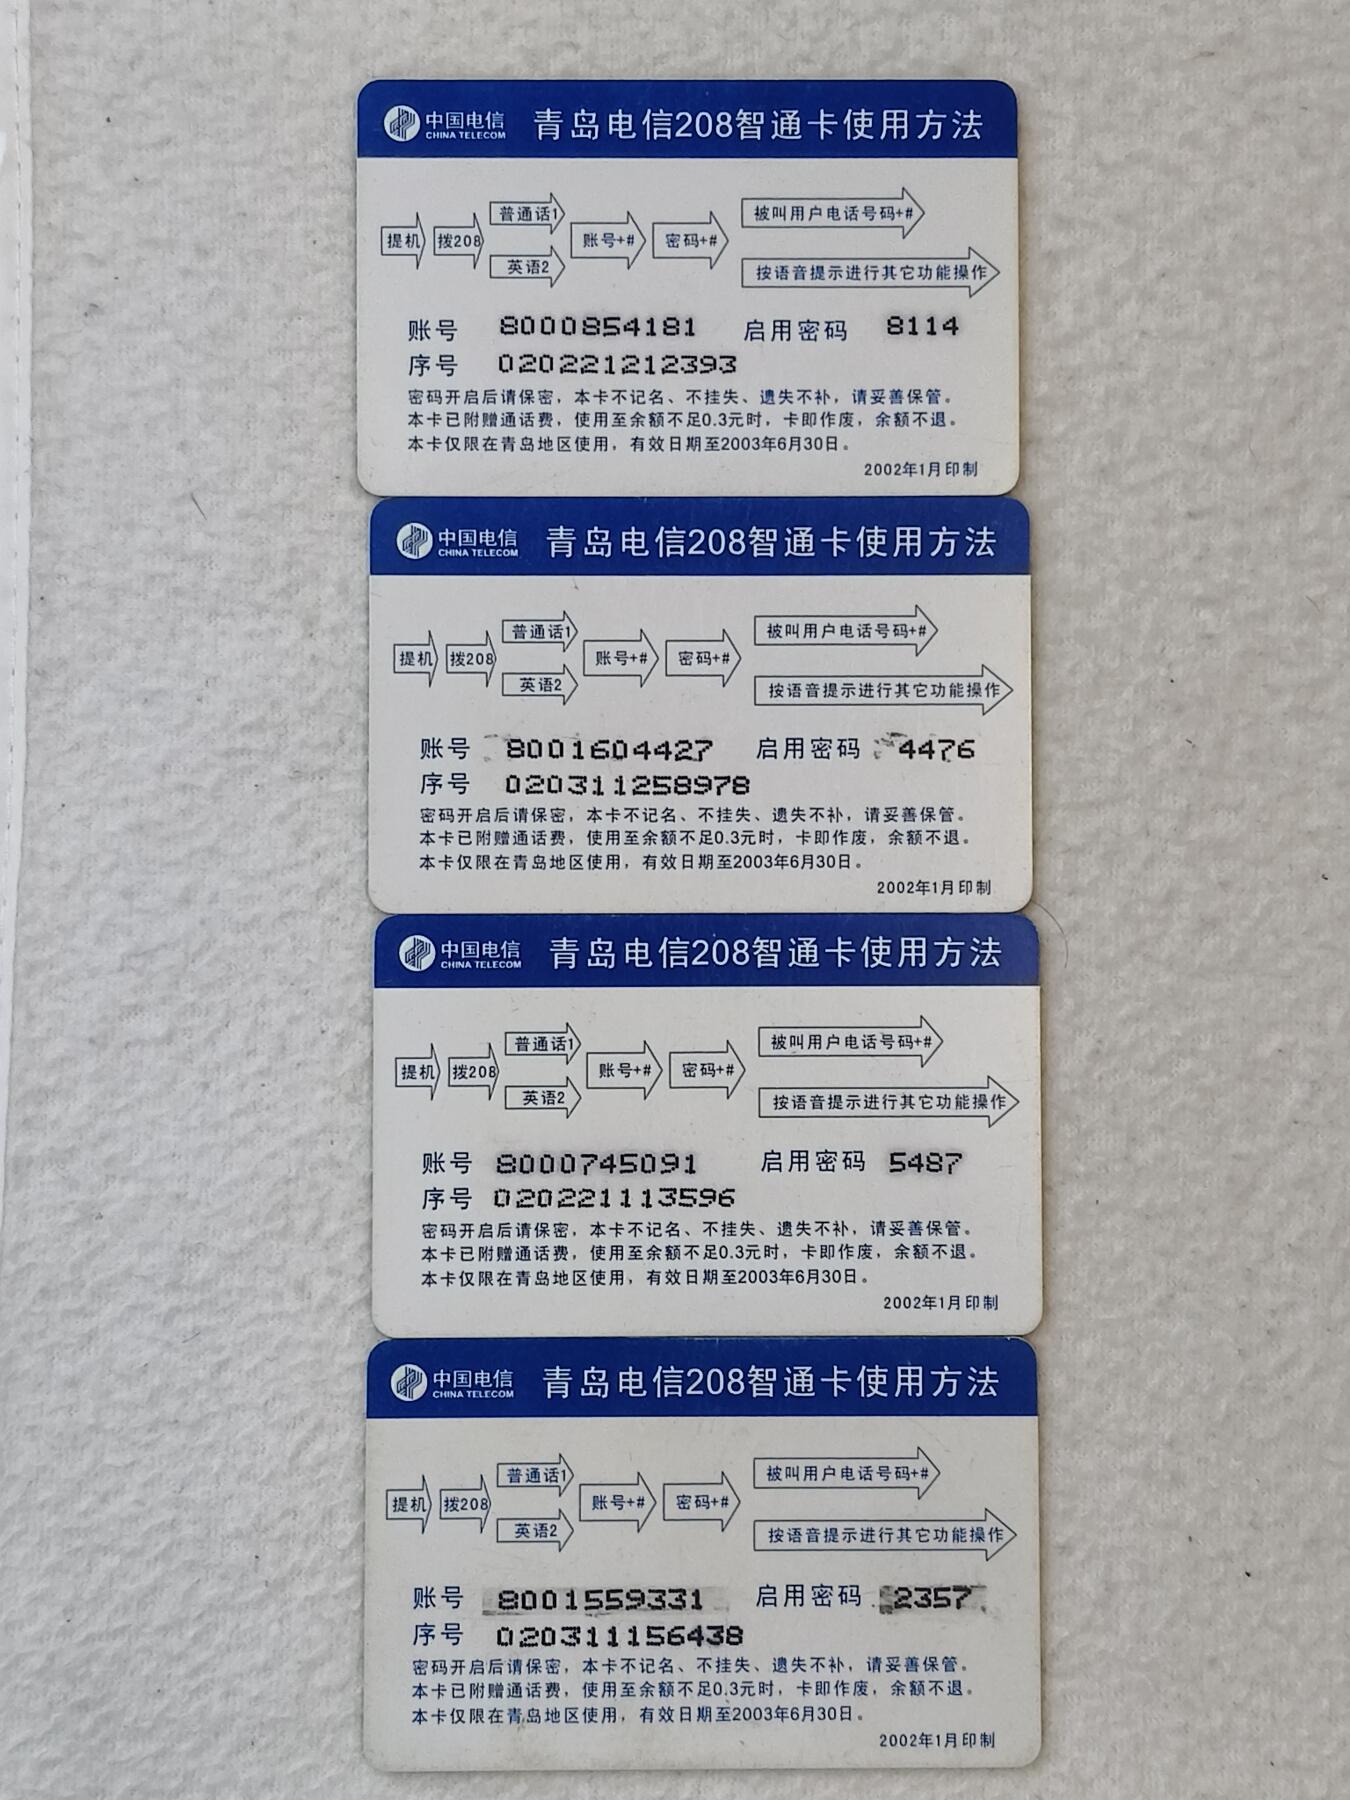 中国电信 CHINA TELECOM 青岛电信208智通卡使用方法
提机 拨208 普通话1 英语2 账号+# 密码+# 被叫用户电话号码+#
按语音提示进行其它功能操作
账号 8000854181 启用密码 8114
序号 020221212393
密码开启后请保密，本卡不记名、不挂失、遗失不补，请妥善保管。
本卡已附赠通话费，使用至余额不足0.3元时，卡即作废，余额不退。
本卡仅限在青岛地区使用，有效日期至2003年6月30日。
2002年1月印制
中国电信 CHINA TELECOM 青岛电信208智通卡使用方法
提机 拨208 普通话1 英语2 账号+# 密码+# 被叫用户电话号码+#
按语音提示进行其它功能操作
账号 8001604427 启用密码 4476
序号 020311258978
密码开启后请保密，本卡不记名、不挂失、遗失不补，请妥善保管。
本卡已附赠通话费，使用至余额不足0.3元时，卡即作废，余额不退。
本卡仅限在青岛地区使用，有效日期至2003年6月30日。
2002年1月印制
中国电信 CHINA TELECOM 青岛电信208智通卡使用方法
提机 拨208 普通话1 英语2 账号+# 密码+# 被叫用户电话号码+#
按语音提示进行其它功能操作
账号 8000745091 启用密码 5487
序号 020221113596
密码开启后请保密，本卡不记名、不挂失、遗失不补，请妥善保管。
本卡已附赠通话费，使用至余额不足0.3元时，卡即作废，余额不退。
本卡仅限在青岛地区使用，有效日期至2003年6月30日。
2002年1月印制
中国电信 CHINA TELECOM 青岛电信208智通卡使用方法
提机 拨208 普通话1 英语2 账号+# 密码+# 被叫用户电话号码+#
按语音提示进行其它功能操作
账号 8001559331 启用密码 2357
序号 020311156438
密码开启后请保密，本卡不记名、不挂失、遗失不补，请妥善保管。
本卡已附赠通话费，使用至余额不足0.3元时，卡即作废，余额不退。
本卡仅限在青岛地区使用，有效日期至2003年6月30日。
2002年1月印制